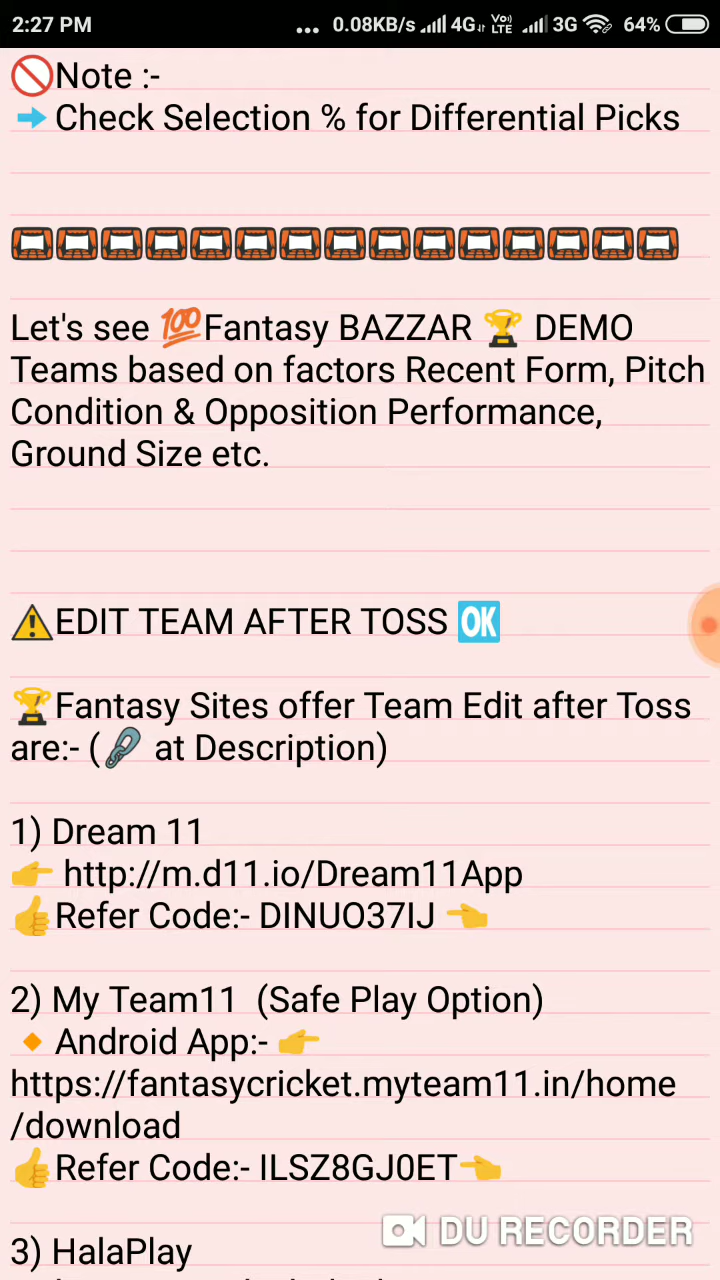 2:27 PM ... 0.08KB/s 4G VoLTE 3G 64%
🚫Note :-
➡ Check Selection % for Differential Picks
Let's see 💯Fantasy BAZZAR 🏆 DEMO
Teams based on factors Recent Form, Pitch
Condition & Opposition Performance,
Ground Size etc.
⚠EDIT TEAM AFTER TOSS 🆗
🏆Fantasy Sites offer Team Edit after Toss
are:- (🔗 at Description)
1) Dream 11
👉 http://m.d11.io/Dream11App
👍Refer Code:- DINUO37IJ 👈
2) My Team11  (Safe Play Option)
🔸Android App:- 👉
https://fantasycricket.myteam11.in/home
/download
👍Refer Code:- ILSZ8GJ0ET👈
DU RECORDER
3) HalaPlay